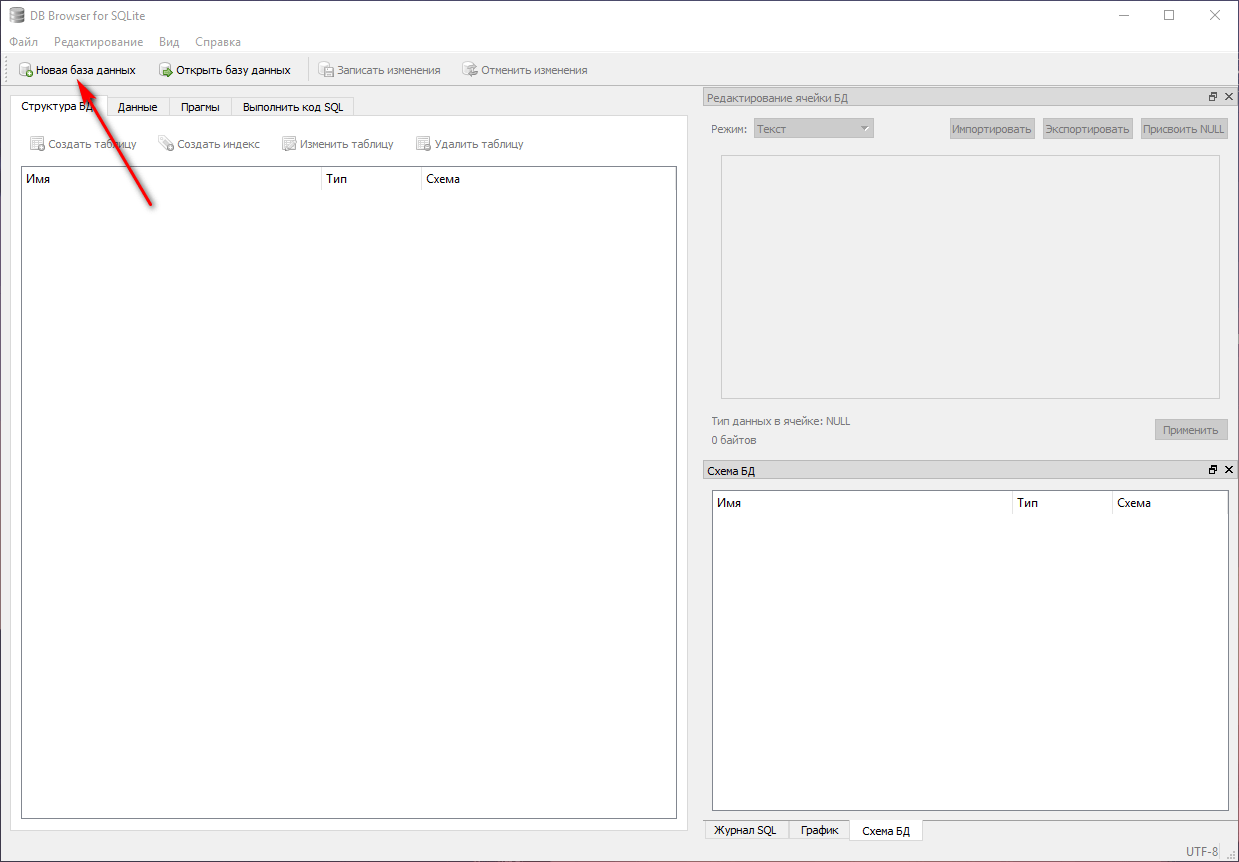 DB Browser for SQLite
Файл Редактирование Вид Справка
Новая база данных Открыть базу данных Записать изменения Отменить изменения
Структура БД Данные Прагмы Выполнить код SQL
Создать таблицу Создать индекс Изменить таблицу Удалить таблицу
Имя Тип Схема
Редактирование ячейки БД
Режим: Текст Импортировать Экспортировать Присвоить NULL
Тип данных в ячейке: NULL
0 байтов
Применить
Схема БД
Имя Тип Схема
Журнал SQL График Схема БД
UTF-8